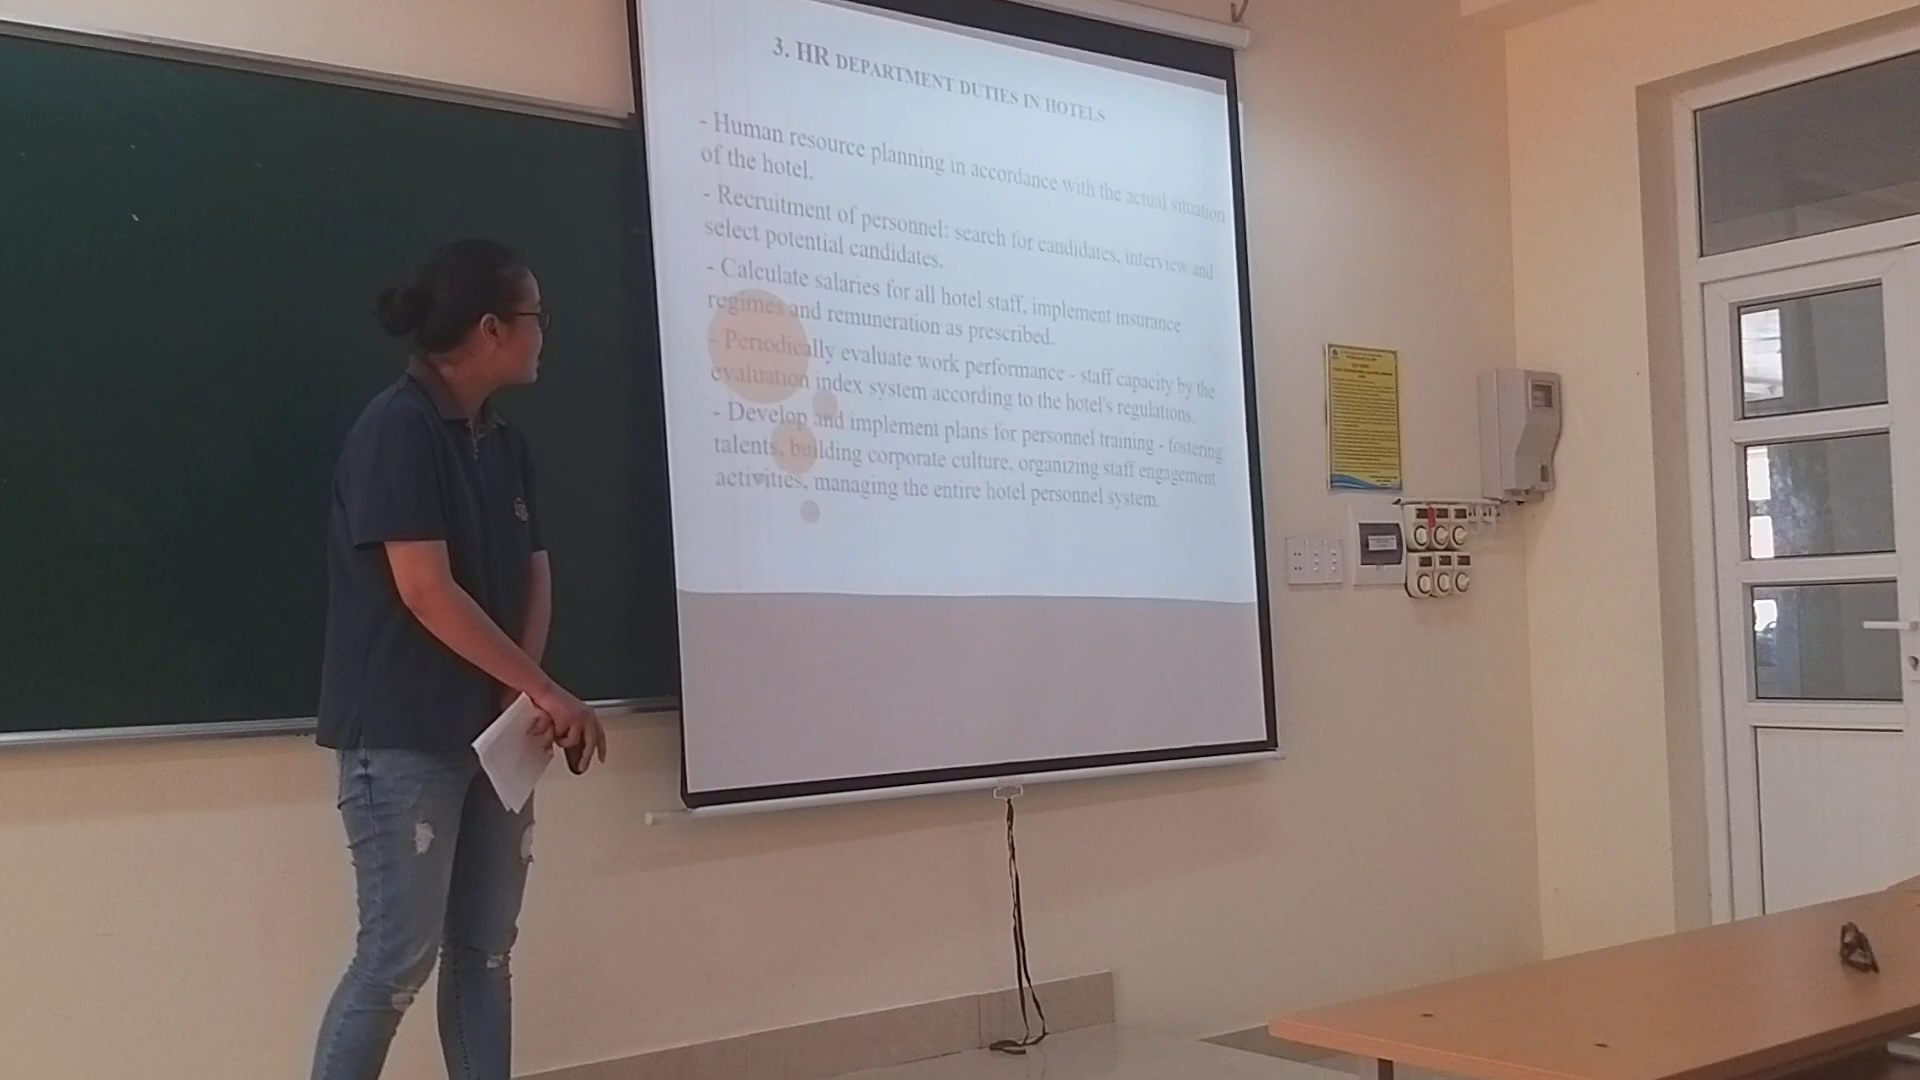 3. HR DEPARTMENT DUTIES IN HOTELS
- Human resource planning in accordance with the actual situation
of the hotel.
- Recruitment of personnel: search for candidates, interview and
select potential candidates.
- Calculate salaries for all hotel staff, implement insurance
regimes and remuneration as prescribed.
- Periodically evaluate work performance - staff capacity by the
evaluation index system according to the hotel's regulations.
- Develop and implement plans for personnel training - fostering
talents, building corporate culture, organizing staff engagement
activities, managing the entire hotel personnel system.